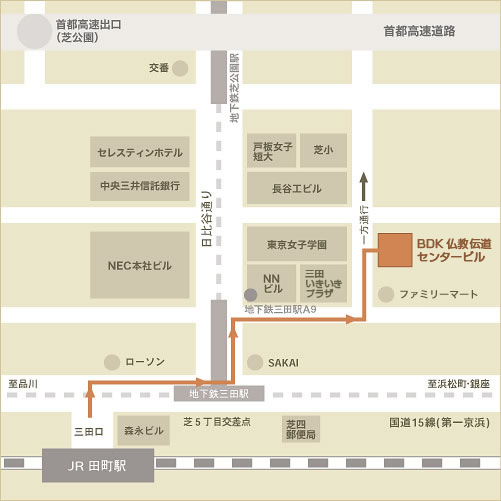 首都高速出口
(芝公園)
首都高速道路
交番
地下鉄芝公園駅
セレスティンホテル
戸板女子
短大
芝小
中央三井信託銀行
長谷工ビル
日比谷通り
一方通行
東京女子学園
BDK 仏教伝道
センタービル
NEC本社ビル
NN
ビル
三田
いきいき
プラザ
ファミリーマート
地下鉄三田駅A9
ローソン
SAKAI
至品川
至浜松町・銀座
地下鉄三田駅
三田口
森永ビル
芝5丁目交差点
芝四
郵便局
国道15線(第一京浜)
JR 田町駅